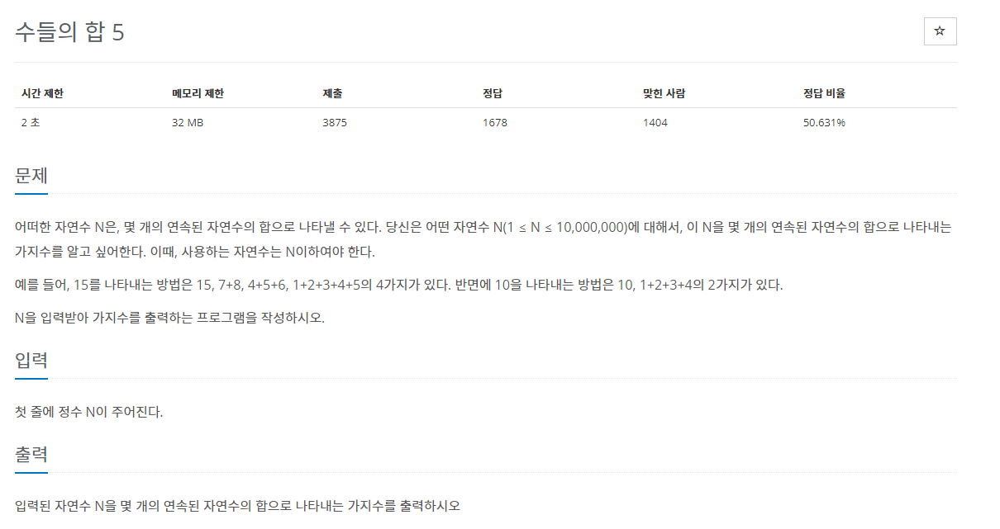 수들의 합 5
☆
시간 제한 메모리 제한 제출 정답 맞힌 사람 정답 비율
2 초 32 MB 3875 1678 1404 50.631%
문제
어떠한 자연수 N은, 몇 개의 연속된 자연수의 합으로 나타낼 수 있다. 당신은 어떤 자연수 N(1 ≤ N ≤ 10,000,000)에 대해서, 이 N을 몇 개의 연속된 자연수의 합으로 나타내는
가지수를 알고 싶어한다. 이때, 사용하는 자연수는 N이하여야 한다.
예를 들어, 15를 나타내는 방법은 15, 7+8, 4+5+6, 1+2+3+4+5의 4가지가 있다. 반면에 10을 나타내는 방법은 10, 1+2+3+4의 2가지가 있다.
N을 입력받아 가지수를 출력하는 프로그램을 작성하시오.
입력
첫 줄에 정수 N이 주어진다.
출력
입력된 자연수 N을 몇 개의 연속된 자연수의 합으로 나타내는 가지수를 출력하시오